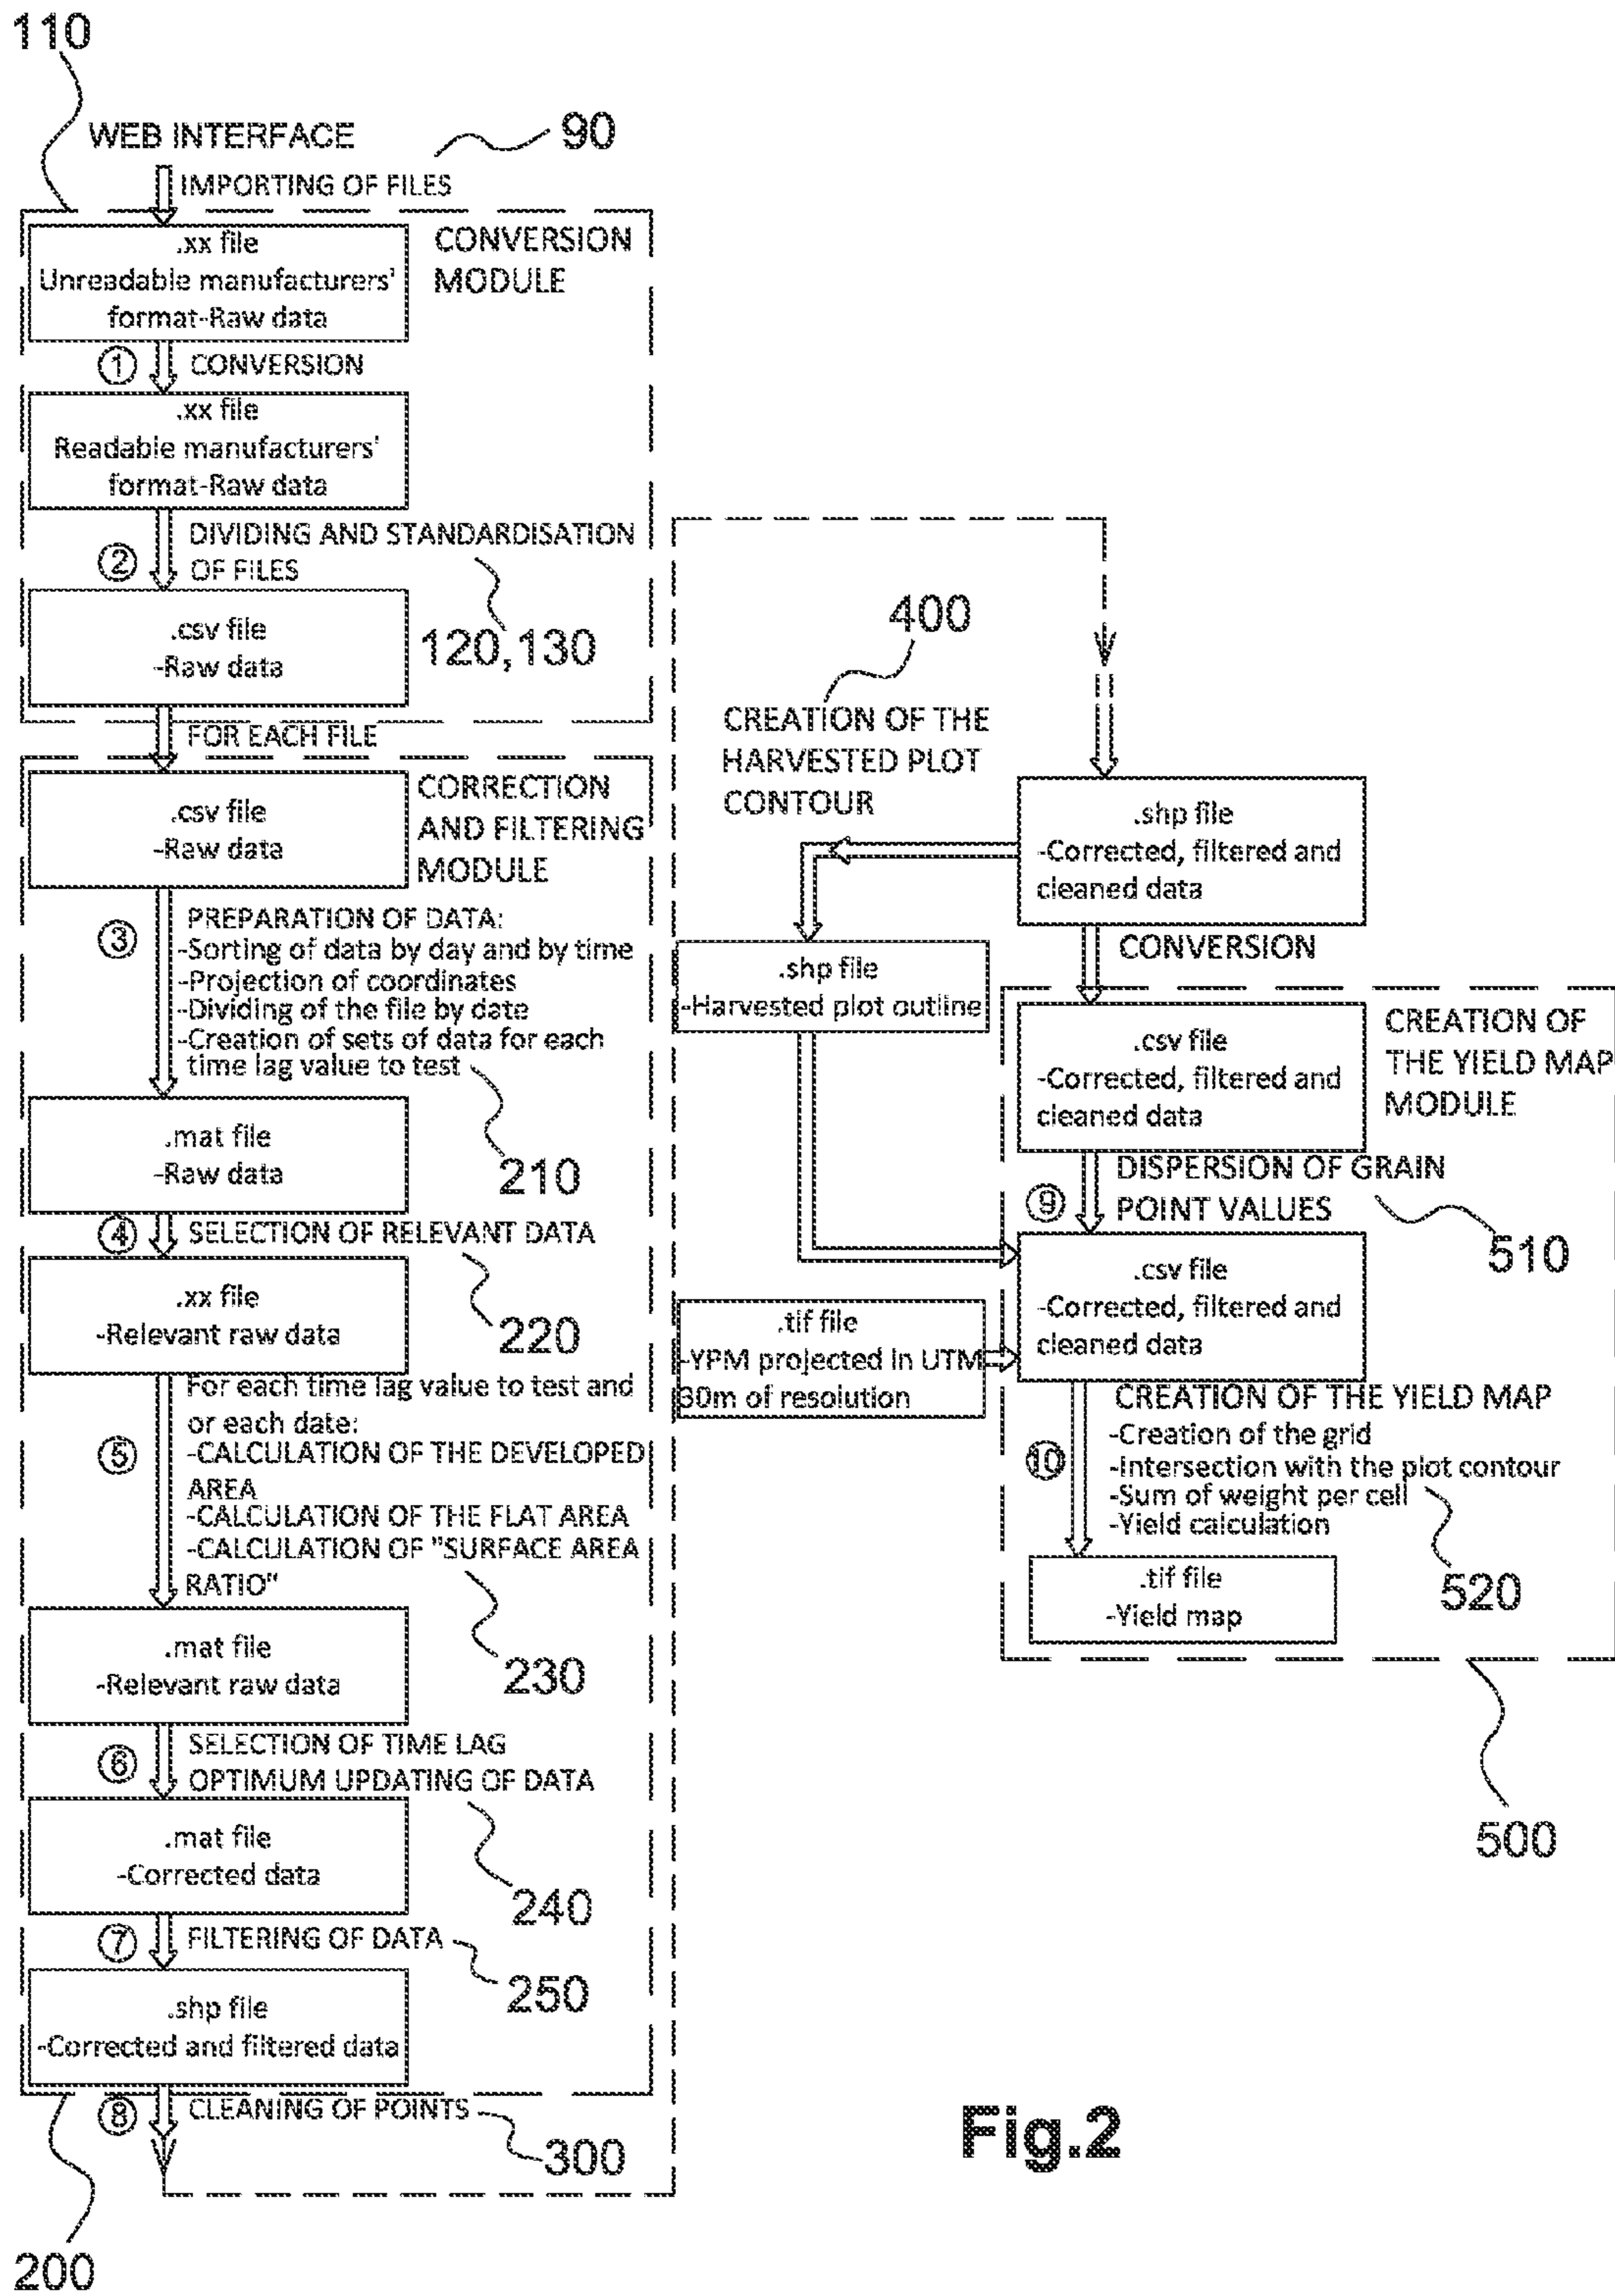 110
WEB INTERFACE
90
IMPORTING OF FILES
.xx file
Unreadable manufacturers'
format-Raw data
CONVERSION
MODULE
① CONVERSION
.xx file
Readable manufacturers'
format-Raw data
② DIVIDING AND STANDARDISATION
OF FILES
120,130
.csv file
-Raw data
FOR EACH FILE
.csv file
-Raw data
CORRECTION
AND FILTERING
MODULE
③ PREPARATION OF DATA:
-Sorting of data by day and by time
-Projection of coordinates
-Dividing of the file by date
-Creation of sets of data for each
time lag value to test
210
.mat file
-Raw data
④ SELECTION OF RELEVANT DATA
220
.xx file
-Relevant raw data
For each time lag value to test and
or each date:
⑤ -CALCULATION OF THE DEVELOPED
AREA
-CALCULATION OF THE FLAT AREA
-CALCULATION OF "SURFACE AREA
RATIO"
230
.mat file
-Relevant raw data
⑥ SELECTION OF TIME LAG
OPTIMUM UPDATING OF DATA
240
.mat file
-Corrected data
⑦ FILTERING OF DATA
250
.shp file
-Corrected and filtered data
⑧ CLEANING OF POINTS
300
200
400
CREATION OF THE
HARVESTED PLOT
CONTOUR
.shp file
-Corrected, filtered and
cleaned data
CONVERSION
.shp file
-Harvested plot outline
CREATION OF
THE YIELD MAP
MODULE
.csv file
-Corrected, filtered and
cleaned data
⑨ DISPERSION OF GRAIN
POINT VALUES
510
.csv file
-Corrected, filtered and
cleaned data
.tif file
-YPM projected in UTM
30m of resolution
⑩ CREATION OF THE YIELD MAP
-Creation of the grid
-Intersection with the plot contour
-Sum of weight per cell
-Yield calculation
520
.tif file
-Yield map
500
Fig.2